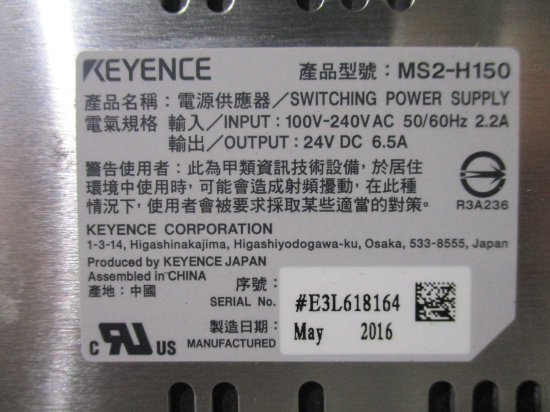 KEYENCE 產品型號：MS2-H150
產品名稱：電源供應器／SWITCHING POWER SUPPLY
電氣規格 輸入／INPUT: 100V-240V AC 50/60Hz 2.2A
輸出／OUTPUT: 24V DC 6.5A
警告使用者：此為甲類資訊技術設備，於居住
環境中使用時，可能會造成射頻擾動，在此種
情況下，使用者會被要求採取某些適當的對策。
R3A236
KEYENCE CORPORATION
1-3-14, Higashinakajima, Higashiyodogawa-ku, Osaka, 533-8555, Japan
Produced by KEYENCE JAPAN
Assembled in CHINA
產地：中國
序號：
SERIAL No.
#E3L618164
製造日期：
MANUFACTURED
May 2016
C UR US